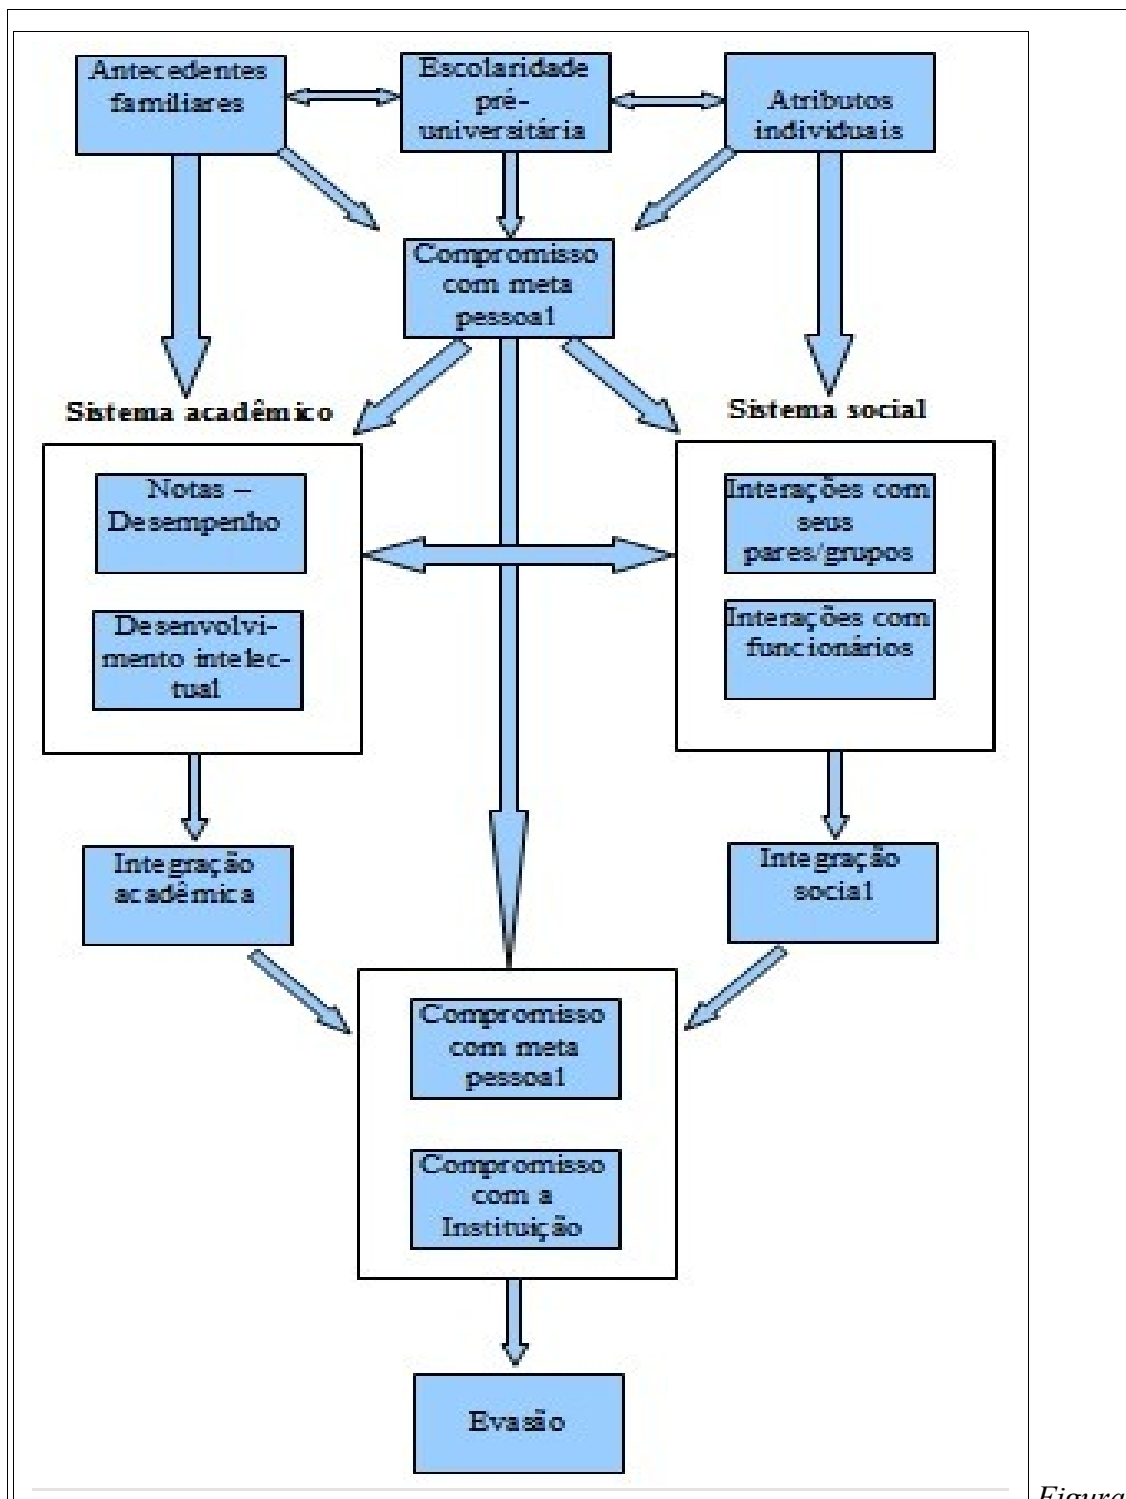 Antecedentes
familiares
Escolaridade
pré-
universitária
Atributos
individuais
Compromisso
com meta
pessoal
Sistema acadêmico
Sistema social
Notas –
Desempenho
Interações com
seus
pares/grupos
Desenvolvi-
mento intelec-
tual
Interações com
funcionários
Integração
acadêmica
Integração
social
Compromisso
com meta
pessoal
Compromisso
com a
Instituição
Evasão
Figura